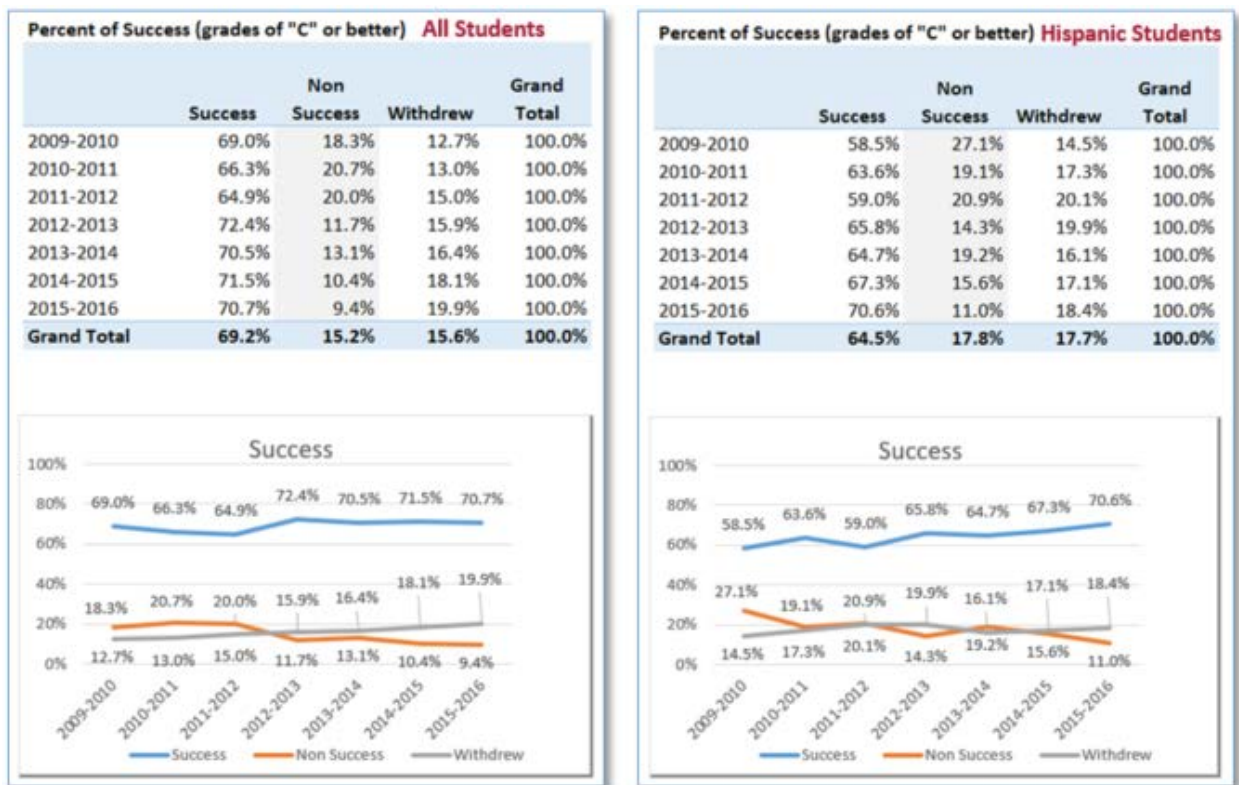 Percent of Success (grades of "C" or better) All Students
Non Grand
Success Success Withdrew Total
2009-2010 69.0% 18.3% 12.7% 100.0%
2010-2011 66.3% 20.7% 13.0% 100.0%
2011-2012 64.9% 20.0% 15.0% 100.0%
2012-2013 72.4% 11.7% 15.9% 100.0%
2013-2014 70.5% 13.1% 16.4% 100.0%
2014-2015 71.5% 10.4% 18.1% 100.0%
2015-2016 70.7% 9.4% 19.9% 100.0%
Grand Total 69.2% 15.2% 15.6% 100.0%
Success
100%
80%
60%
40%
20%
0%
69.0% 66.3% 64.9% 72.4% 70.5% 71.5% 70.7%
18.3% 20.7% 20.0% 15.9% 16.4% 18.1% 19.9%
12.7% 13.0% 15.0% 11.7% 13.1% 10.4% 9.4%
2009-2010 2010-2011 2011-2012 2012-2013 2013-2014 2014-2015 2015-2016
Success Non Success Withdrew
Percent of Success (grades of "C" or better) Hispanic Students
Non Grand
Success Success Withdrew Total
2009-2010 58.5% 27.1% 14.5% 100.0%
2010-2011 63.6% 19.1% 17.3% 100.0%
2011-2012 59.0% 20.9% 20.1% 100.0%
2012-2013 65.8% 14.3% 19.9% 100.0%
2013-2014 64.7% 19.2% 16.1% 100.0%
2014-2015 67.3% 15.6% 17.1% 100.0%
2015-2016 70.6% 11.0% 18.4% 100.0%
Grand Total 64.5% 17.8% 17.7% 100.0%
Success
100%
80%
60%
40%
20%
0%
58.5% 63.6% 59.0% 65.8% 64.7% 67.3% 70.6%
27.1% 19.1% 20.9% 19.9% 16.1% 17.1% 18.4%
14.5% 17.3% 20.1% 14.3% 19.2% 15.6% 11.0%
2009-2010 2010-2011 2011-2012 2012-2013 2013-2014 2014-2015 2015-2016
Success Non Success Withdrew